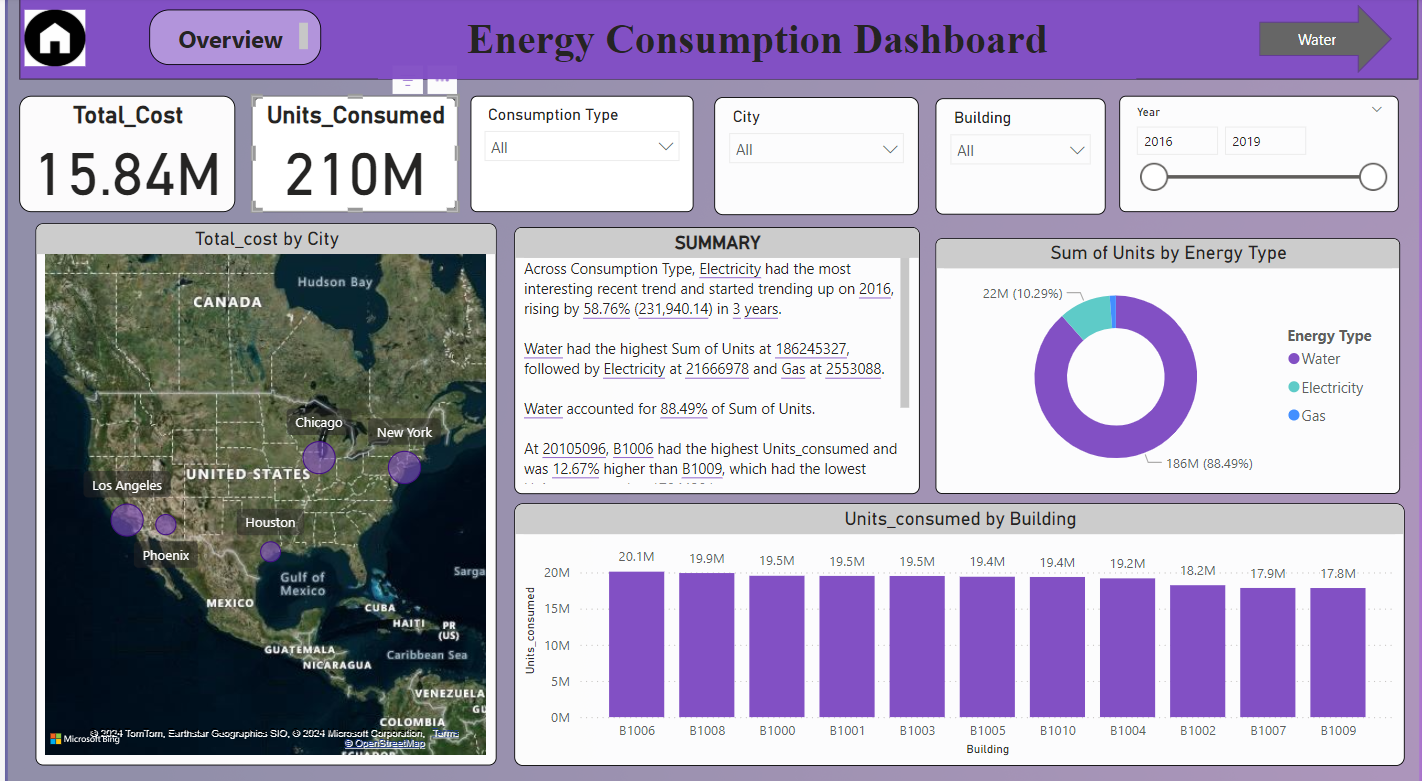 Overview
Energy Consumption Dashboard
Water
Total_Cost
15.84M
Units_Consumed
210M
Consumption Type
All
City
All
Building
All
Year
2016
2019
Total_cost by City
Hudson Bay
CANADA
Chicago
New York
UNITED STATES
Los Angeles
Houston
Phoenix
Gulf of
Mexico
Sarga
MEXICO
CUBA
HAITI
PR
(US)
GUATEMALA
Caribbean Sea
NICARAGUA
VENEZUELA
GU
COLOMBIA
ECUADOR
Microsoft Bing
© 2024 TomTom, Earthstar Geographics SIO, © 2024 Microsoft Corporation, Terms
© OpenStreetMap
SUMMARY
Across Consumption Type, Electricity had the most
interesting recent trend and started trending up on 2016,
rising by 58.76% (231,940.14) in 3 years.
Water had the highest Sum of Units at 186245327,
followed by Electricity at 21666978 and Gas at 2553088.
Water accounted for 88.49% of Sum of Units.
At 20105096, B1006 had the highest Units_consumed and
was 12.67% higher than B1009, which had the lowest
Sum of Units by Energy Type
22M (10.29%)
186M (88.49%)
Energy Type
Water
Electricity
Gas
Units_consumed by Building
Units_consumed
20M
15M
10M
5M
0M
20.1M 19.9M 19.5M 19.5M 19.5M 19.4M 19.4M 19.2M 18.2M 17.9M 17.8M
B1006 B1008 B1000 B1001 B1003 B1005 B1010 B1004 B1002 B1007 B1009
Building